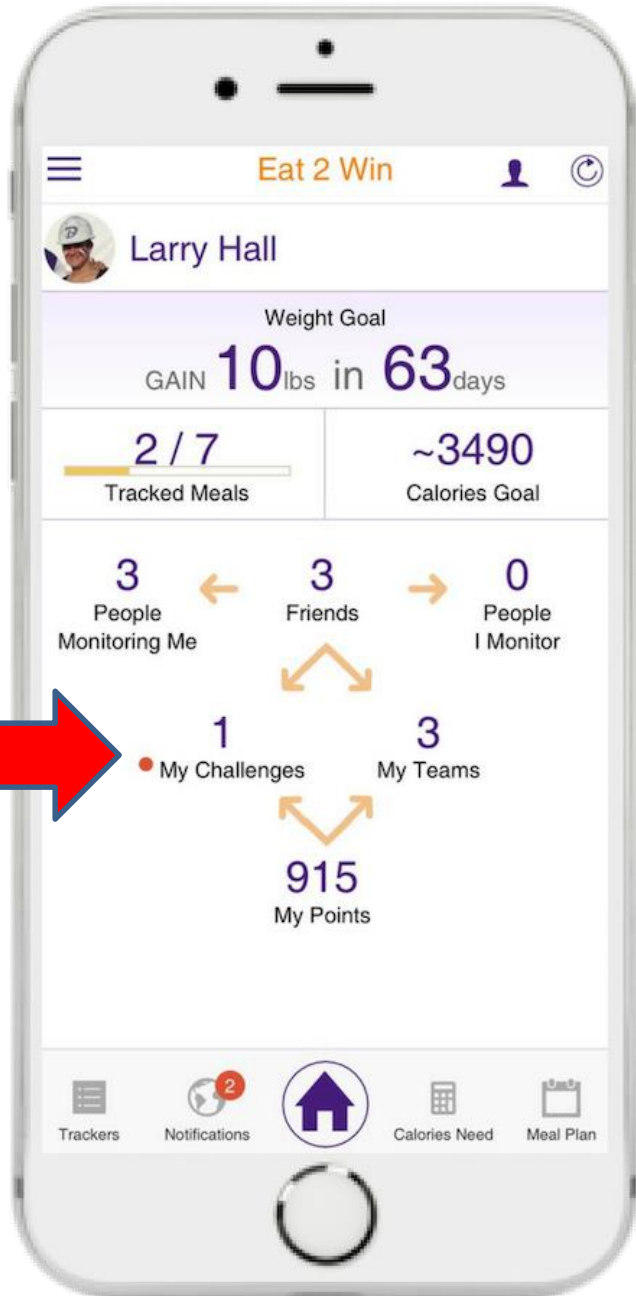 Eat 2 Win
Larry Hall
Weight Goal
GAIN 10lbs in 63days
2 / 7
Tracked Meals
~3490
Calories Goal
3
People
Monitoring Me
3
Friends
0
People
I Monitor
1
My Challenges
3
My Teams
915
My Points
Trackers
2
Notifications
Calories Need
Meal Plan